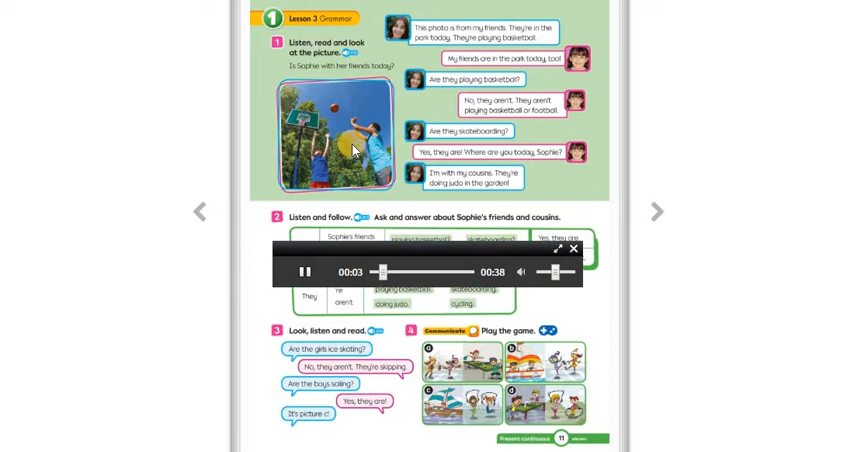 1 Lesson 3 Grammar
1 Listen, read and look
at the picture.
Is Sophie with her friends today?
This photo is from my friends. They're in the
park today. They're playing basketball.
My friends are in the park today, too!
Are they playing basketball?
No, they aren't. They aren't
playing basketball or football.
Are they skateboarding?
Yes, they are! Where are you today, Sophie?
I'm with my cousins. They're
doing judo in the garden!
2 Listen and follow. Ask and answer about Sophie's friends and cousins.
Sophie's friends
playing basketball?
skateboarding?
Yes, they are.
00:03
00:38
They
're
aren't
playing basketball.
skateboarding.
doing judo.
cycling.
3 Look, listen and read.
Are the girls ice skating?
No, they aren't. They're skipping.
Are the boys sailing?
Yes, they are!
It's picture c!
4 Communicate Play the game.
a
b
c
d
Present continuous 11 eleven